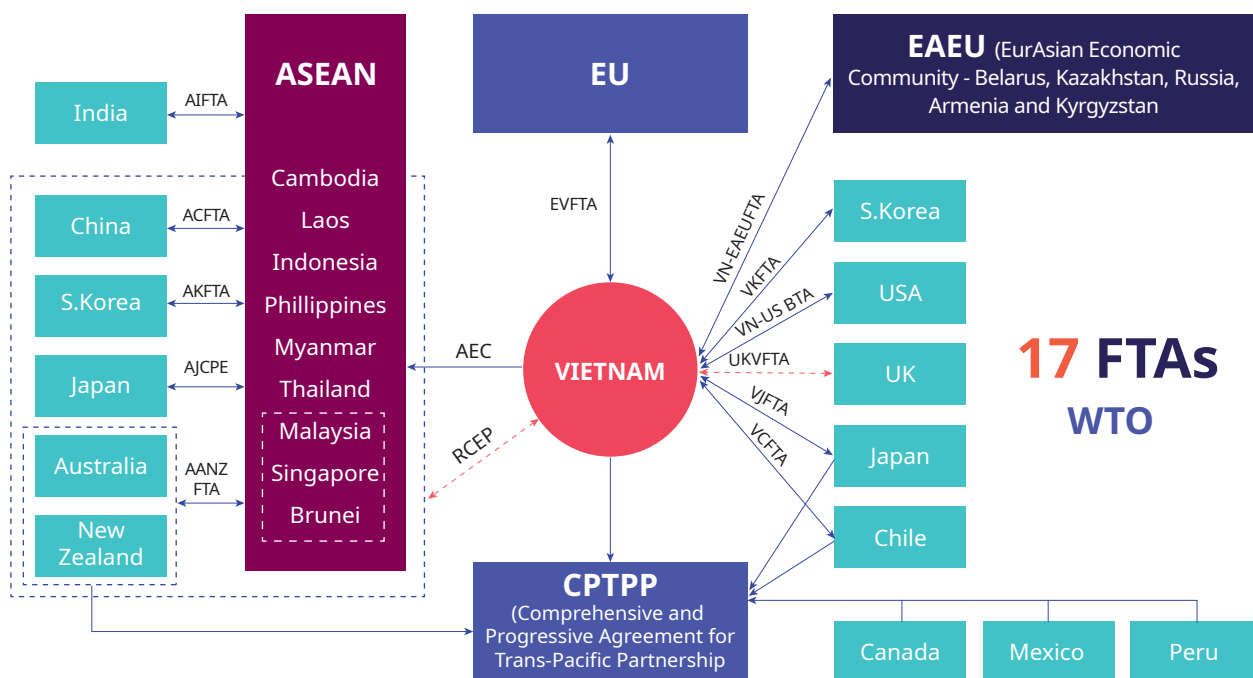 ASEAN
Cambodia
Laos
Indonesia
Phillippines
Myanmar
Thailand
Malaysia
Singapore
Brunei
India
AIFTA
China
ACFTA
S.Korea
AKFTA
Japan
AJCPE
Australia
New
Zealand
AANZ
FTA
EU
EVFTA
VIETNAM
AEC
RCEP
CPTPP
(Comprehensive and
Progressive Agreement for
Trans-Pacific Partnership
EAEU (EurAsian Economic
Community - Belarus, Kazakhstan, Russia,
Armenia and Kyrgyzstan
VN-EAEUFTA
VKFTA
VN-US BTA
UKVFTA
VJFTA
VCFTA
S.Korea
USA
UK
Japan
Chile
Canada
Mexico
Peru
17 FTAs
WTO